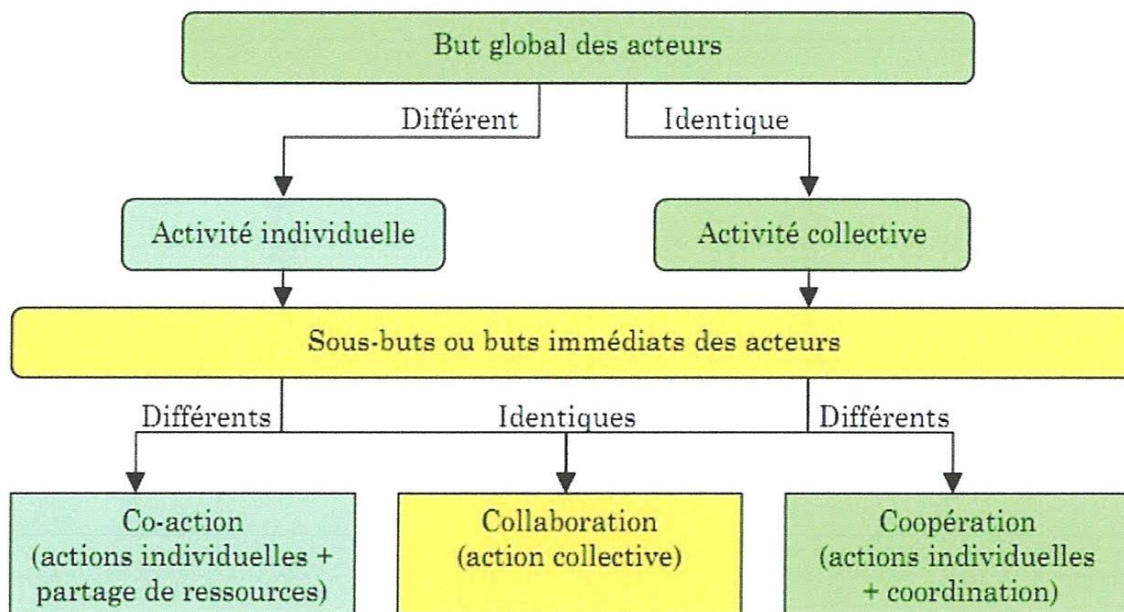 But global des acteurs
Différent
Identique
Activité individuelle
Activité collective
Sous-buts ou buts immédiats des acteurs
Différents
Identiques
Différents
Co-action
(actions individuelles +
partage de ressources)
Collaboration
(action collective)
Coopération
(actions individuelles
+ coordination)